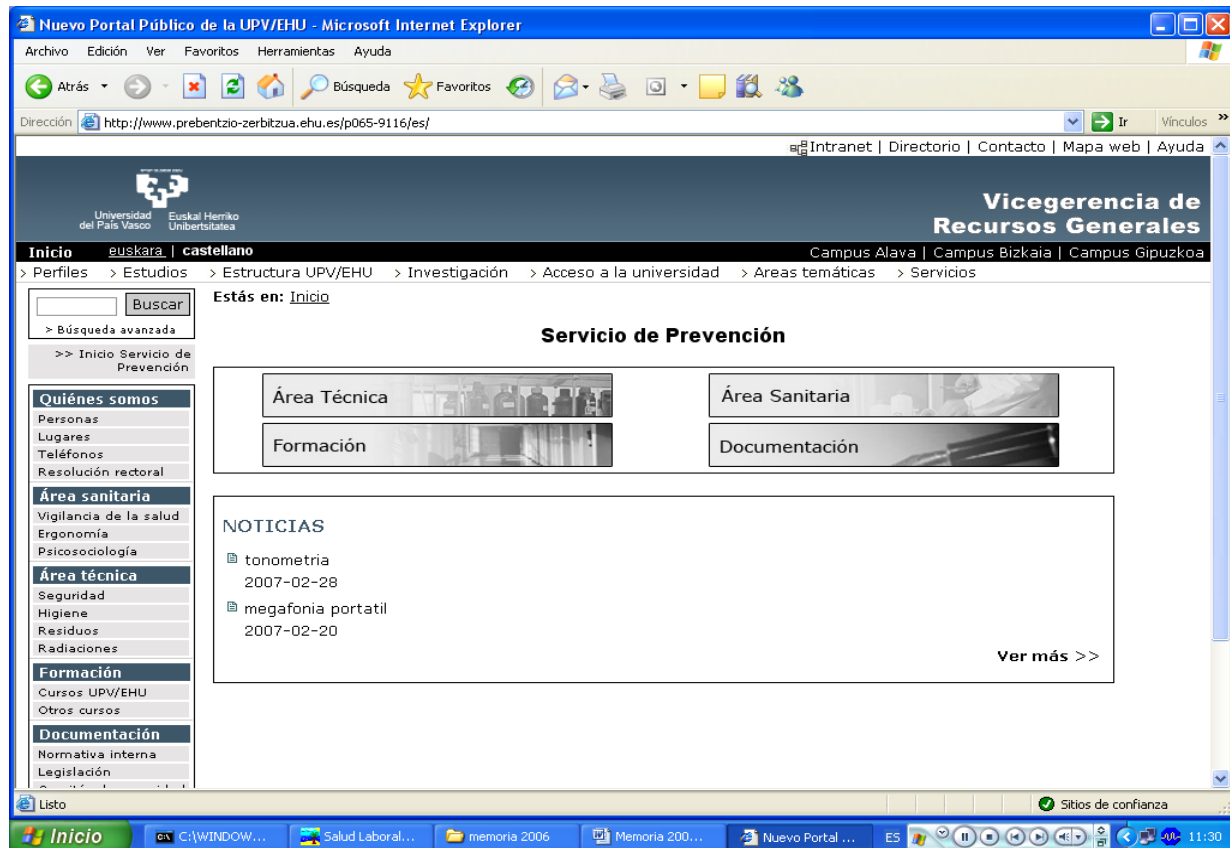 Nuevo Portal Público de la UPV/EHU - Microsoft Internet Explorer
Archivo Edición Ver Favoritos Herramientas Ayuda
Atrás Búsqueda Favoritos
Dirección http://www.prebentzio-zerbitzua.ehu.es/p065-9116/es/ Ir Vínculos »
Intranet | Directorio | Contacto | Mapa web | Ayuda
Universidad del País Vasco
Euskal Herriko Unibertsitatea
Vicegerencia de
Recursos Generales
Inicio euskara | castellano Campus Alava | Campus Bizkaia | Campus Gipuzkoa
> Perfiles > Estudios > Estructura UPV/EHU > Investigación > Acceso a la universidad > Areas temáticas > Servicios
Buscar
> Búsqueda avanzada
>> Inicio Servicio de
Prevención
Quiénes somos
Personas
Lugares
Teléfonos
Resolución rectoral
Área sanitaria
Vigilancia de la salud
Ergonomía
Psicosociología
Área técnica
Seguridad
Higiene
Residuos
Radiaciones
Formación
Cursos UPV/EHU
Otros cursos
Documentación
Normativa interna
Legislación
Estás en: Inicio
Servicio de Prevención
Área Técnica
Área Sanitaria
Formación
Documentación
NOTICIAS
tonometria
2007-02-28
megafonia portatil
2007-02-20
Ver más >>
Listo Sitios de confianza
Inicio C:\WINDOW... Salud Laboral... memoria 2006 Memoria 200... Nuevo Portal ... ES 11:30